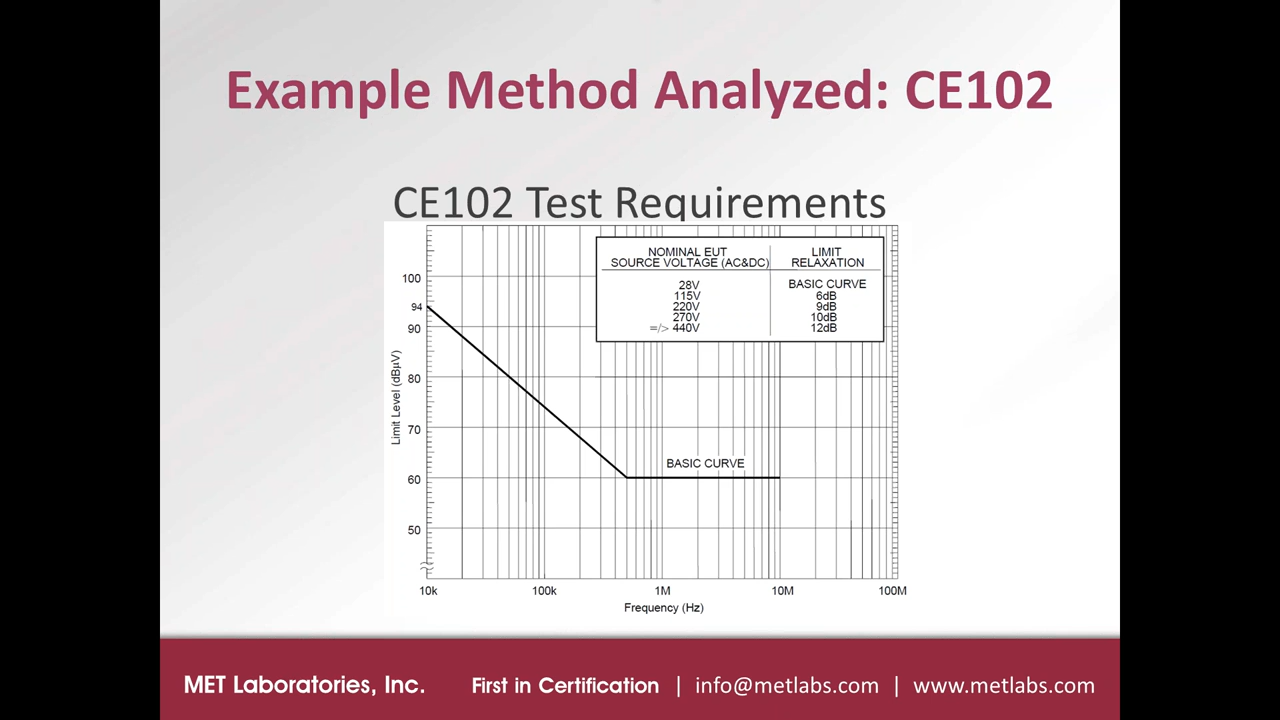 Example Method Analyzed: CE102
CE102 Test Requirements
NOMINAL EUT SOURCE VOLTAGE (AC&DC)
LIMIT RELAXATION
28V BASIC CURVE
115V 6dB
220V 9dB
270V 10dB
=/> 440V 12dB
100
94
90
80
70
60
50
Limit Level (dBµV)
BASIC CURVE
10k 100k 1M 10M 100M
Frequency (Hz)
MET Laboratories, Inc. First in Certification | info@metlabs.com | www.metlabs.com